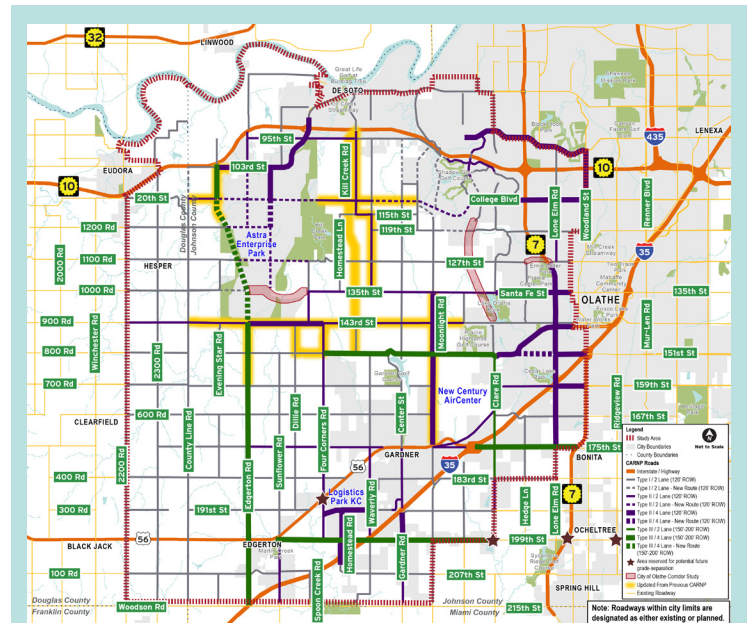 32
LINWOOD
Great Life
Golf at
DE SOTO
LENEXA
435
95th St
EUDORA
103rd St
Kill Creek Rd
10
10
20th St
College Blvd
Lone Elm Rd
Woodland St
Renner Blvd
Douglas County
Johnson County
115th St
119th St
1200 Rd
Astra
Enterprise
Park
Homestead Ln
7
35
2000 Rd
1100 Rd
HESPER
127th St
1000 Rd
135th St
Santa Fe St
OLATHE
135th St
900 Rd
Winchester Rd
143rd St
Moonlight Rd
Mur-Len Rd
800 Rd
2300 Rd
Evening Star Rd
151st St
700 Rd
Dillie Rd
Center St
New Century
AirCenter
Clare Rd
Ridgeview Rd
159th St
167th St
600 Rd
CLEARFIELD
County Line Rd
Sunflower Rd
Four Corners Rd
GARDNER
175th St
BONITA
2200 Rd
Edgerton Rd
56
35
183rd St
400 Rd
Logistics
Park KC
Waverly Rd
Hedge Ln
Lone Elm Rd
7
300 Rd
191st St
OCHELTREE
BLACK JACK
56
EDGERTON
Homestead Rd
Gardner Rd
199th St
100 Rd
Spoon Creek Rd
207th St
SPRING HILL
Douglas County
Franklin County
Woodson Rd
Johnson County
Miami County
215th St
Legend
Not to Scale
Study Area
City Boundaries
County Boundaries
CARNP Roads
Interstate / Highway
Type II / 2 Lane (120' ROW)
Type II / 2 Lane - New Route (120' ROW)
Type II / 2 Lane (120' ROW)
Type II / 2 Lane - New Route (120' ROW)
Type II / 4 Lane (120' ROW)
Type II / 4 Lane - New Route (120' ROW)
Type III / 2 Lane (150'-200' ROW)
Type III / 4 Lane (150'-200' ROW)
Type III / 4 Lane - New Route
(150'-200' ROW)
Area reserved for potential future
grade-separation
City of Olathe Corridor Study
Updated From Previous CARNP
Existing Roadway
Note: Roadways within city limits are
designated as either existing or planned.